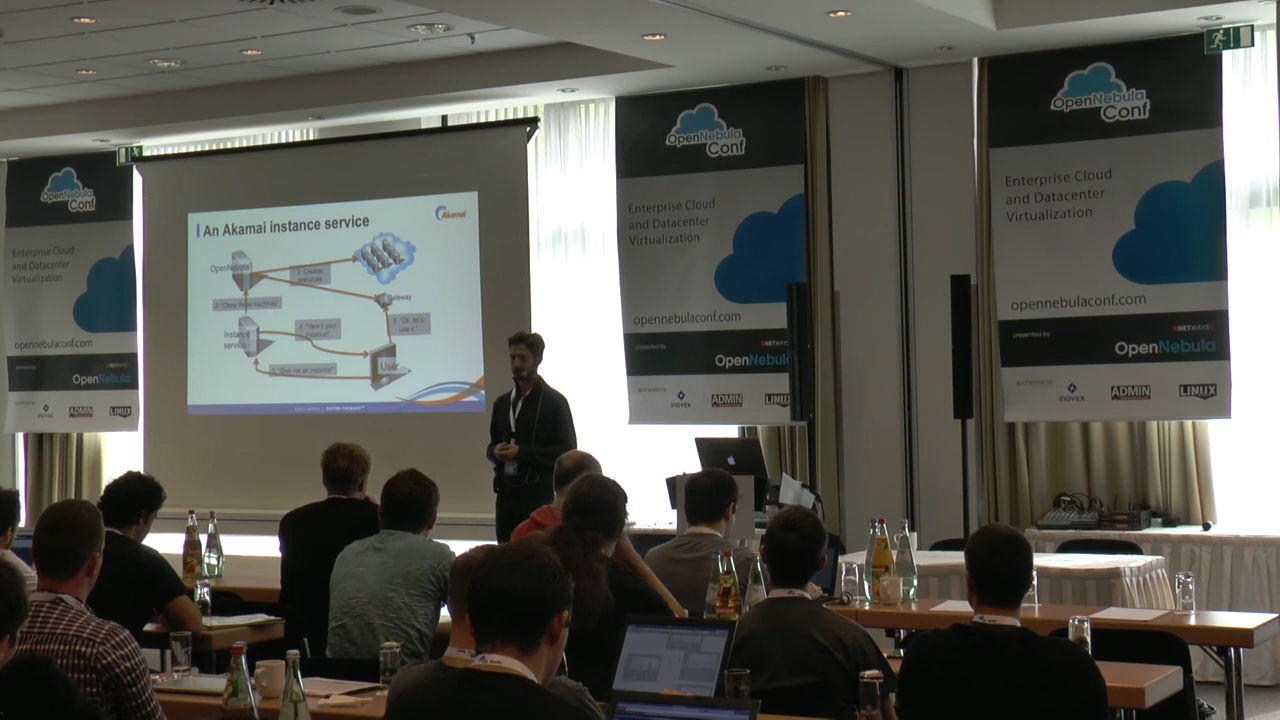 OpenNebula
Conf
Enterprise Cloud
and Datacenter
Virtualization
opennebulaconf.com
OpenNebula
inovex
ADMIN
LINUX
An Akamai instance service
Akamai
OpenNebula
3. Creates
Gateway
2. "Clone these machines"
Instance
service
4. "Here's your
instance!"
5. "Ok, let's
use it"
User
1. "Give me an instance"
FASTER FORWARD
OpenNebula
Conf
Enterprise Cloud
and Datacenter
Virtualization
opennebulaconf.com
presented by
NETWAYS
OpenNebula
sponsored by
inovex
ADMIN
LINUX
OpenNebula
Conf
Enterprise Cloud
and Datacenter
Virtualization
opennebulaconf.com
presented by
NETWAYS
OpenNebula
sponsored by
inovex
ADMIN
LINUX